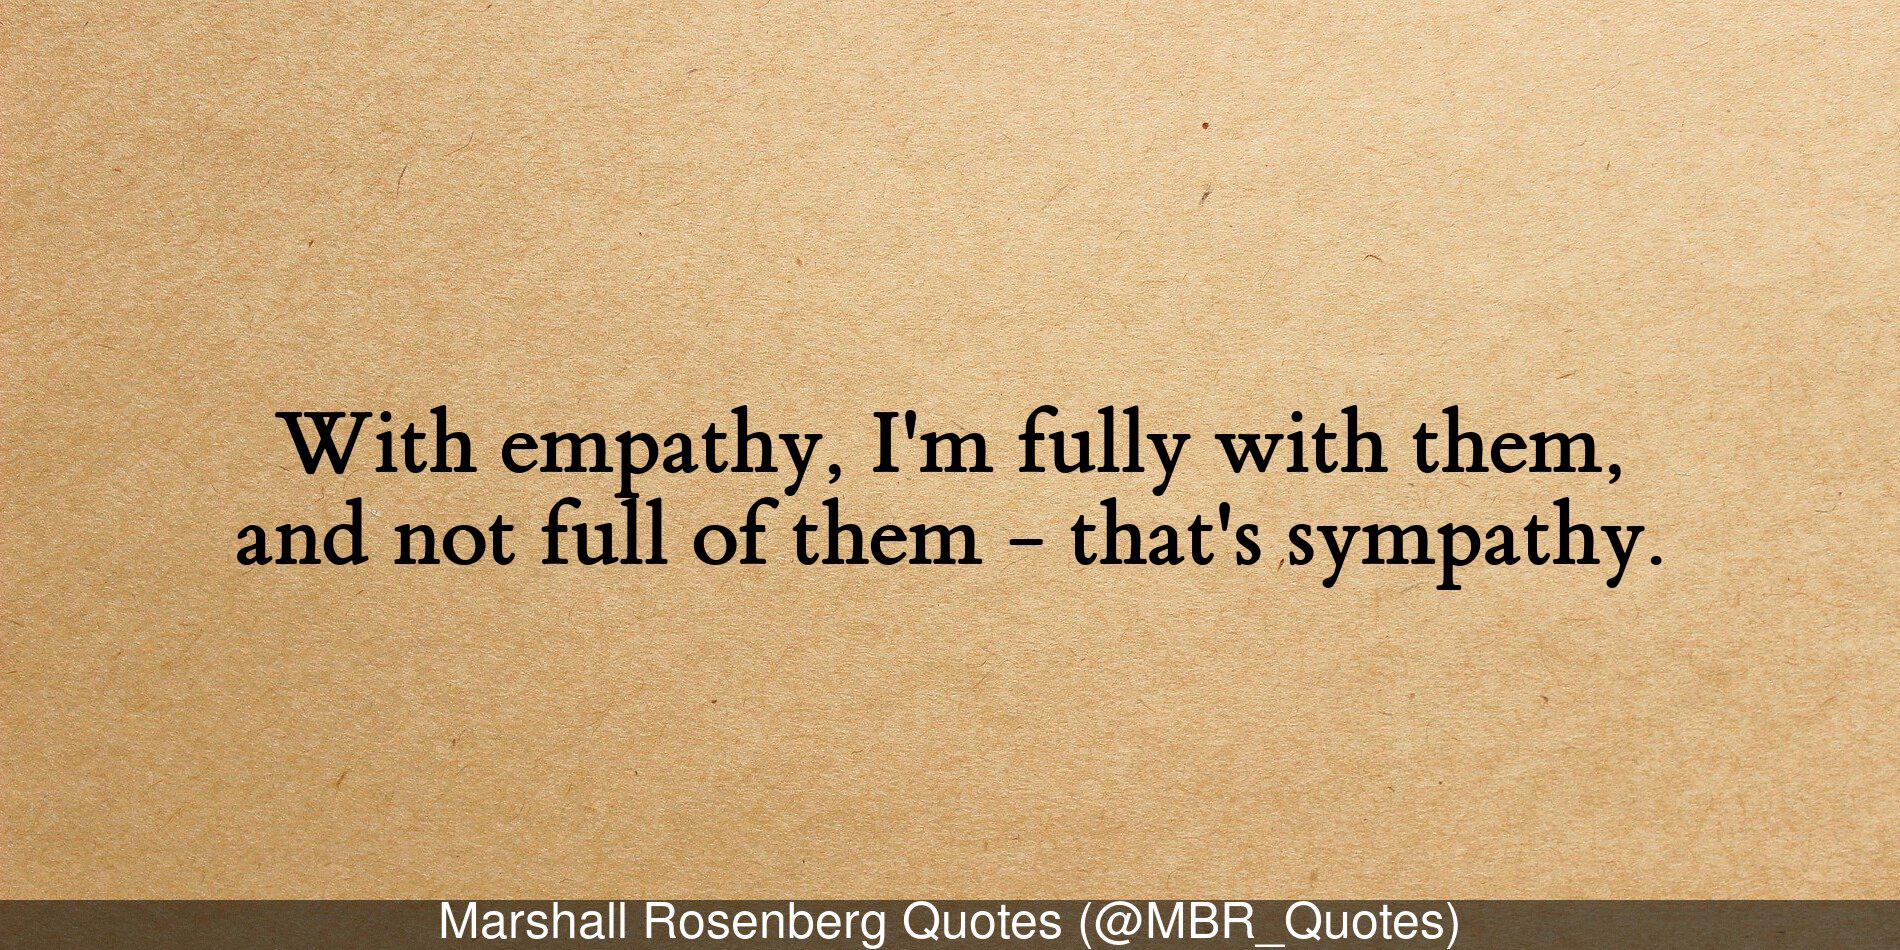 With empathy, I'm fully with them,
and not full of them - that's sympathy.
Marshall Rosenberg Quotes (@MBR_Quotes)